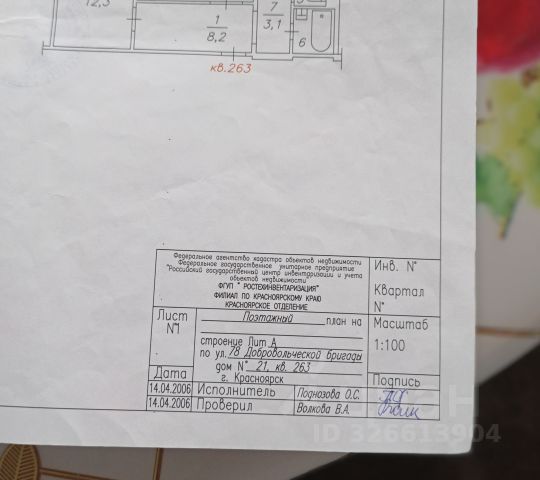 12,3
1
8,2
7
3,1
6
кв.263
Федеральное агентство кадастра объектов недвижимости
Федеральное государственное унитарное предприятие
"Российский государственный центр инвентаризации и учета
объектов недвижимости
ФГУП " РОСТЕХИНВЕНТАРИЗАЦИЯ"
ФИЛИАЛ ПО КРАСНОЯРСКОМУ КРАЮ
КРАСНОЯРСКОЕ ОТДЕЛЕНИЕ
Инв. N°
Квартал
N°
Лист
N°1
Поэтажный план на
строение Лит А
по ул. 78 Добровольческой бригады
дом N° 21, кв. 263
г. Красноярск
Масштаб
1:100
Дата
Подпись
14.04.2006 Исполнитель Подназова О.С.
14.04.2006 Проверил Волкова В.А.
ID 326613904